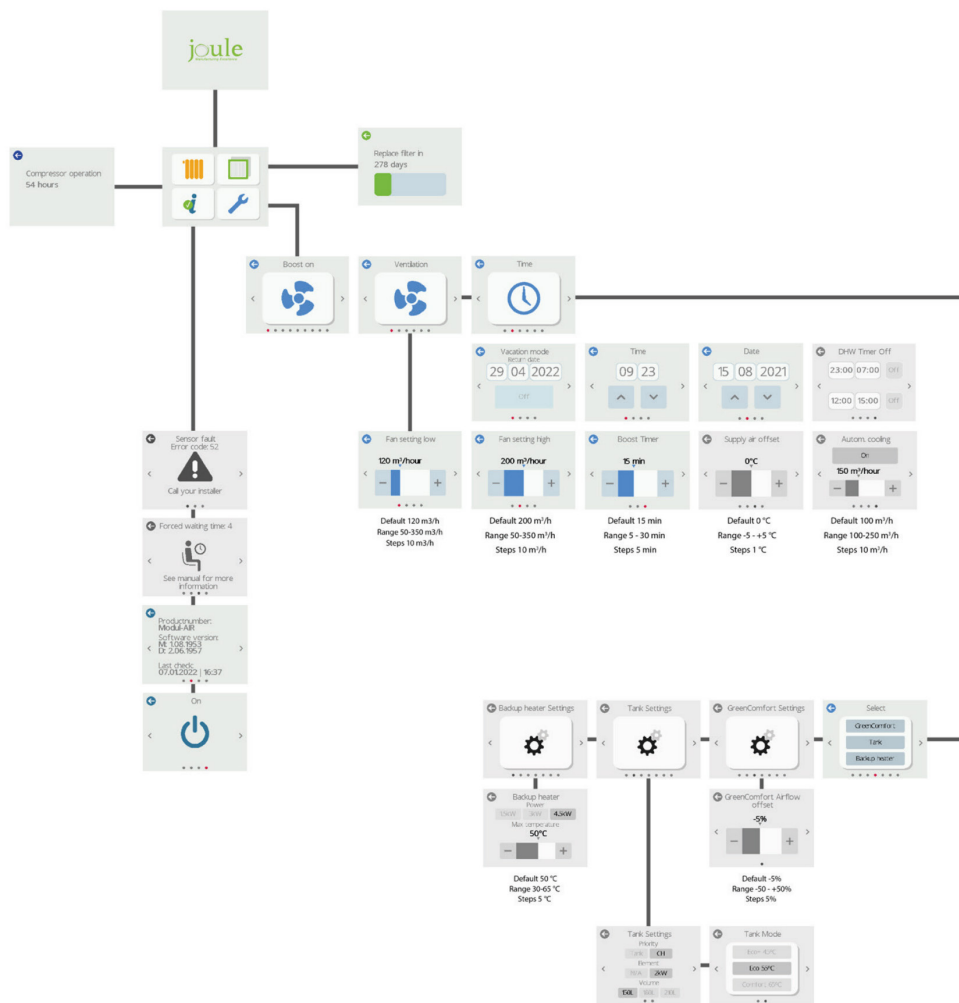 joule
Compressor operation
54 hours
Replace filter in
278 days
Boost on
Ventilation
Time
Vacation mode
Return date
29 04 2022
Off
Time
09 23
Date
15 08 2021
DHW Timer Off
23:00 07:00 Off
12:00 15:00 Off
Sensor fault
Error code: 52
Call your installer
Fan setting low
120 m³/hour
Default 120 m3/h
Range 50-350 m3/h
Steps 10 m3/h
Fan setting high
200 m³/hour
Default 200 m³/h
Range 50-350 m³/h
Steps 10 m³/h
Boost Timer
15 min
Default 15 min
Range 5 - 30 min
Steps 5 min
Supply air offset
0°C
Default 0 °C
Range -5 - +5 °C
Steps 1 °C
Autom. cooling
On
150 m³/hour
Default 100 m³/h
Range 100-250 m³/h
Steps 10 m³/h
Forced waiting time: 4
See manual for more
information
Productnumber:
Modul-AIR
Software version:
M: 1.08.1953
D: 2.06.1957
Last check:
07.01.2022 | 16:37
On
Backup heater Settings
Tank Settings
GreenComfort Settings
Select
GreenComfort
Tank
Backup heater
Backup heater
Power
4.5kW
Max temperature
50°C
Default 50 °C
Range 30-65 °C
Steps 5 °C
GreenComfort Airflow
offset
-5%
Default -5%
Range -50 - +50%
Steps 5%
Tank Settings
Priority
Tank CH
Element
2kW
Volume
150L
Tank Mode
Eco 55°C